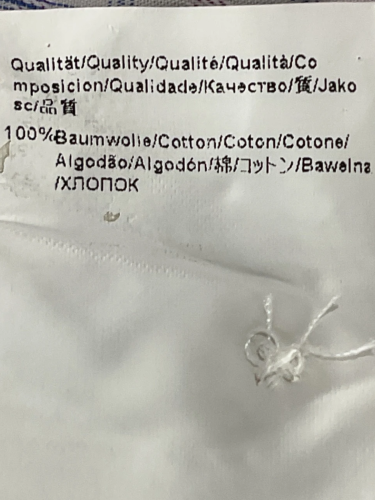 Qualität/Quality/Qualité/Qualità/Co
mposicion/Qualidade/Качество/質/Jako
sc/品質
100%Baumwolle/Cotton/Coton/Cotone/
Algodão/Algodón/棉/コットン/Bawelna
/ХЛОПОК